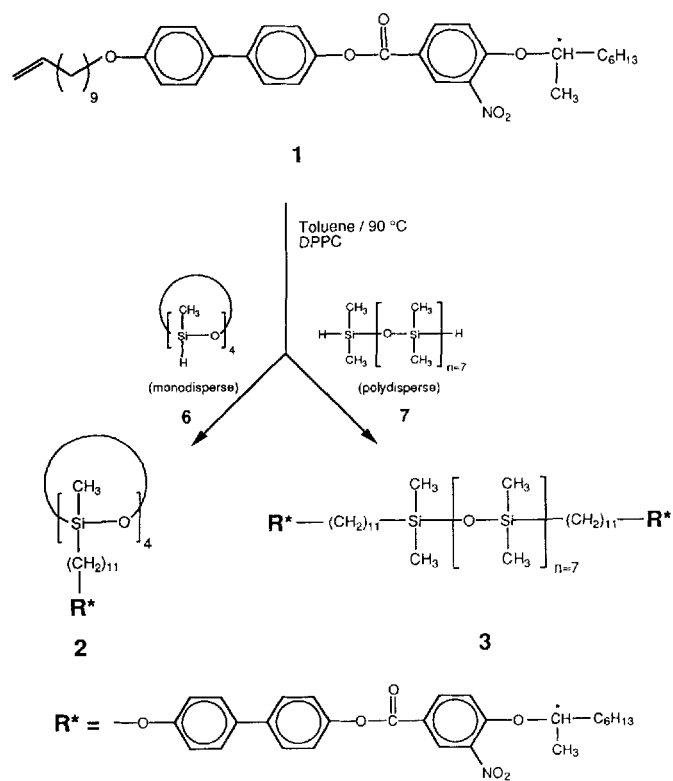 O
O O—C O CH* C6H13
9 CH3
NO2
1
Toluene / 90 °C
DPPC
CH3 CH3 CH3
Si O 4 H Si O Si H
H CH3 CH3 n=7
(monodisperse) (polydisperse)
6 7
CH3 CH3 CH3
Si O 4 R* (CH2)11 Si O Si (CH2)11 R*
(CH2)11 CH3 CH3 n=7
R*
2 3
O
R* = O O—C O CH* C6H13
CH3
NO2